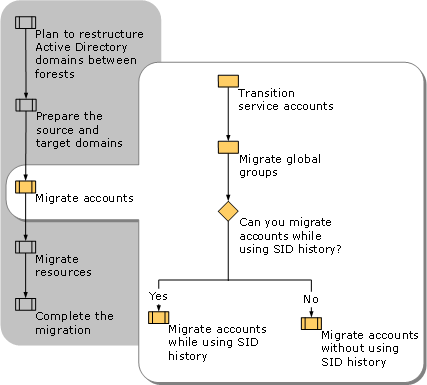 Plan to restructure
Active Directory
domains between
forests
Prepare the
source and
target domains
Migrate accounts
Migrate
resources
Complete the
migration
Transition
service accounts
Migrate global
groups
Can you migrate
accounts while
using SID history?
Yes
No
Migrate accounts
while using SID
history
Migrate accounts
without using
SID history